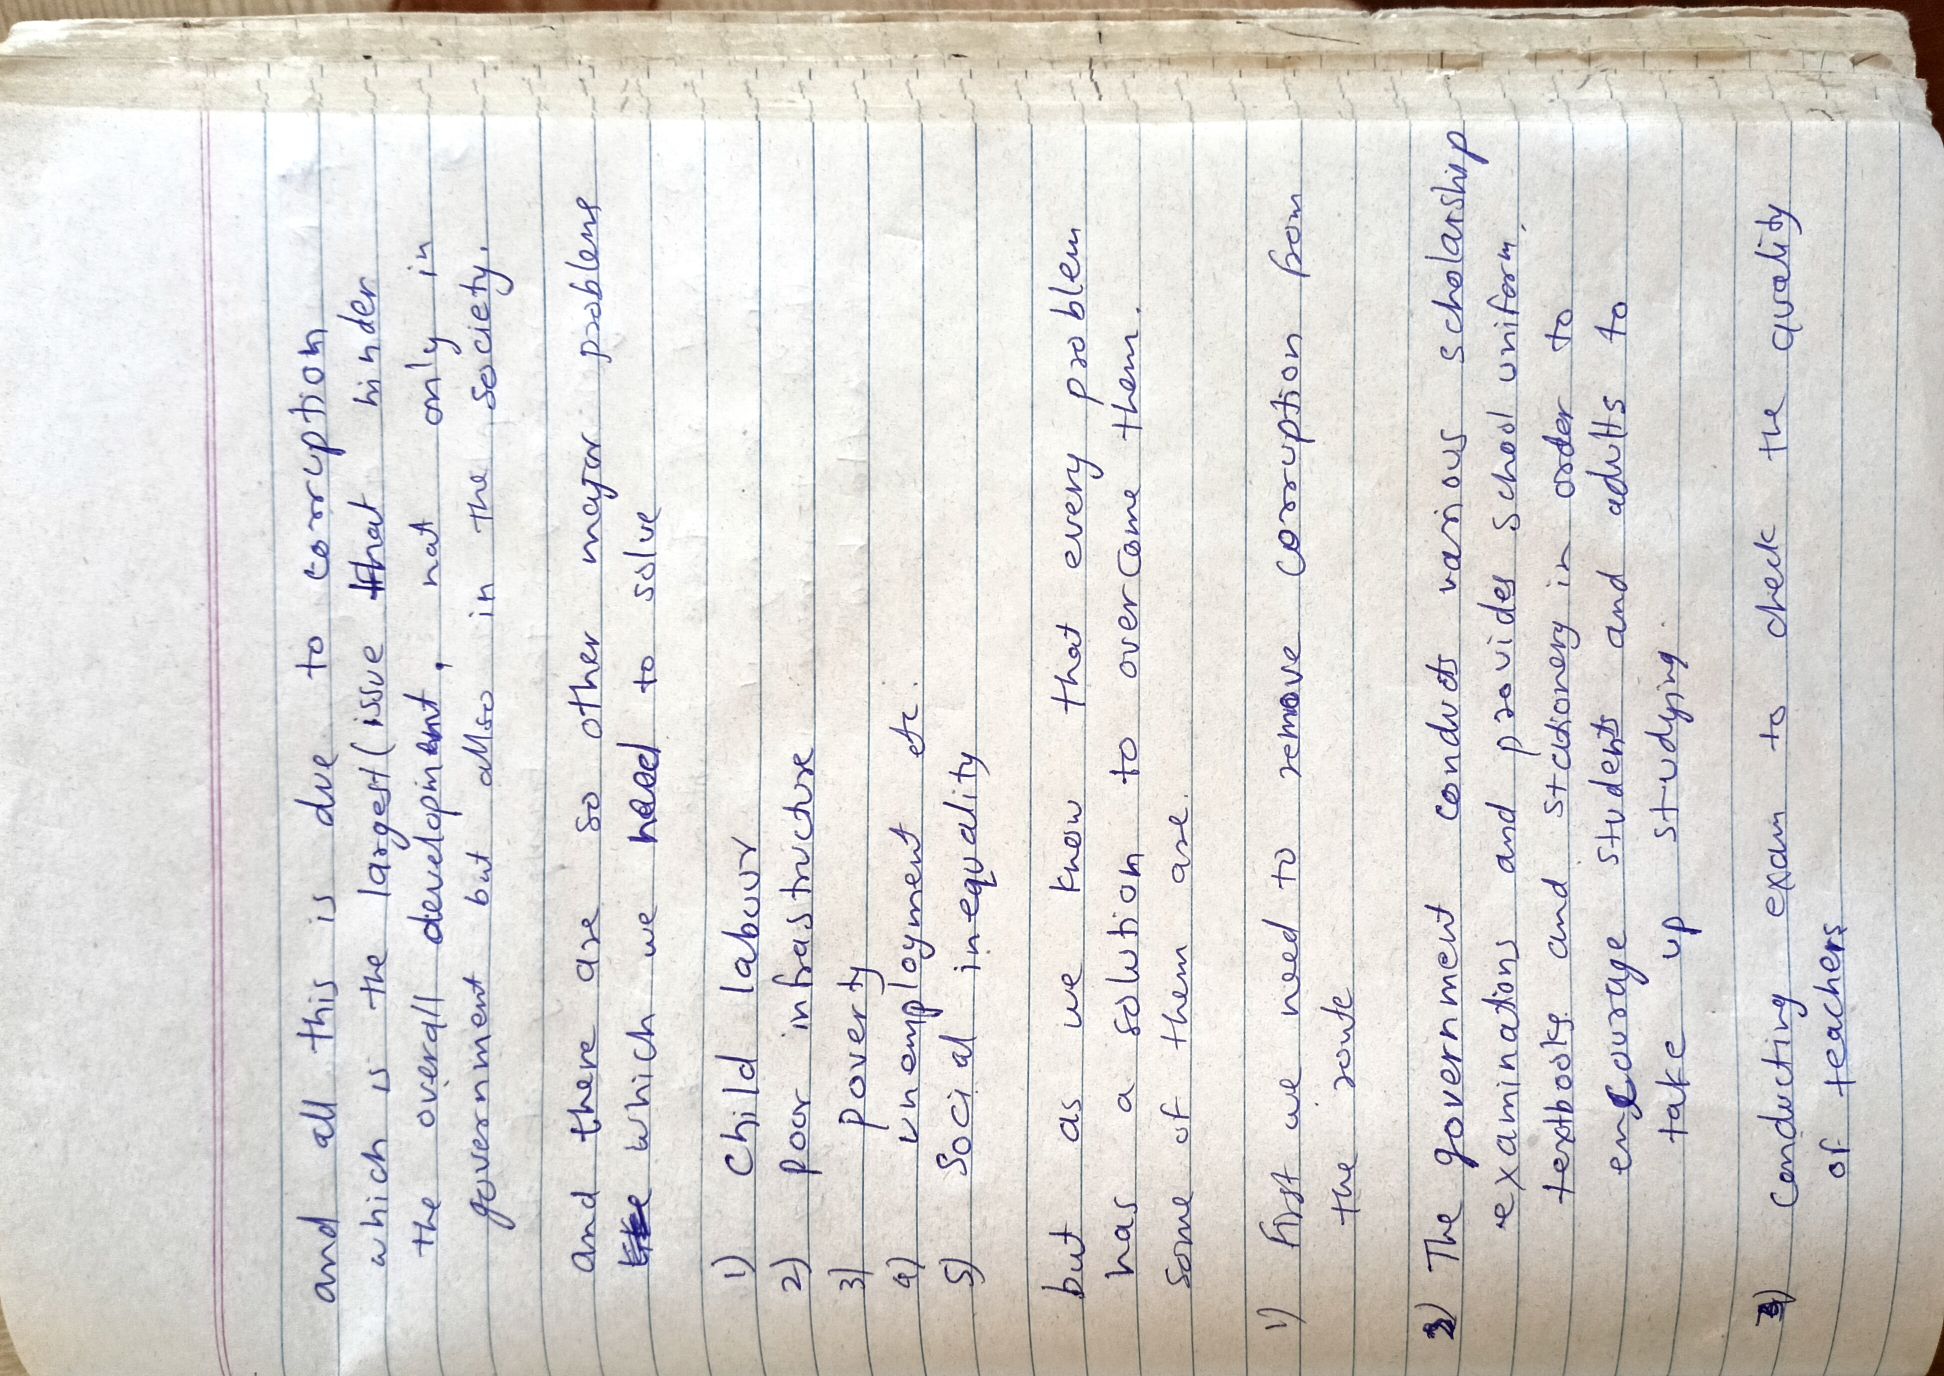 and all this is due to corruption
which is the largest (issue that hinder
the overall development, not only in
government but allso in the society.
and there are so other mayor problems
which we need to solve
1) Child labour
2) poor infrastructure
3) poverty
4) unemployment etc.
5) Social inequality
but as we know that every problem
has a solution to overcome them.
Some of them are.
1) First we need to remove corruption from
the route
2) The government conducts various scholarship
examinations and provides school uniform,
textbooks and stationery in order to
encourage students and adults to
take up studying.
3) Conducting exam to check the quality
of teachers